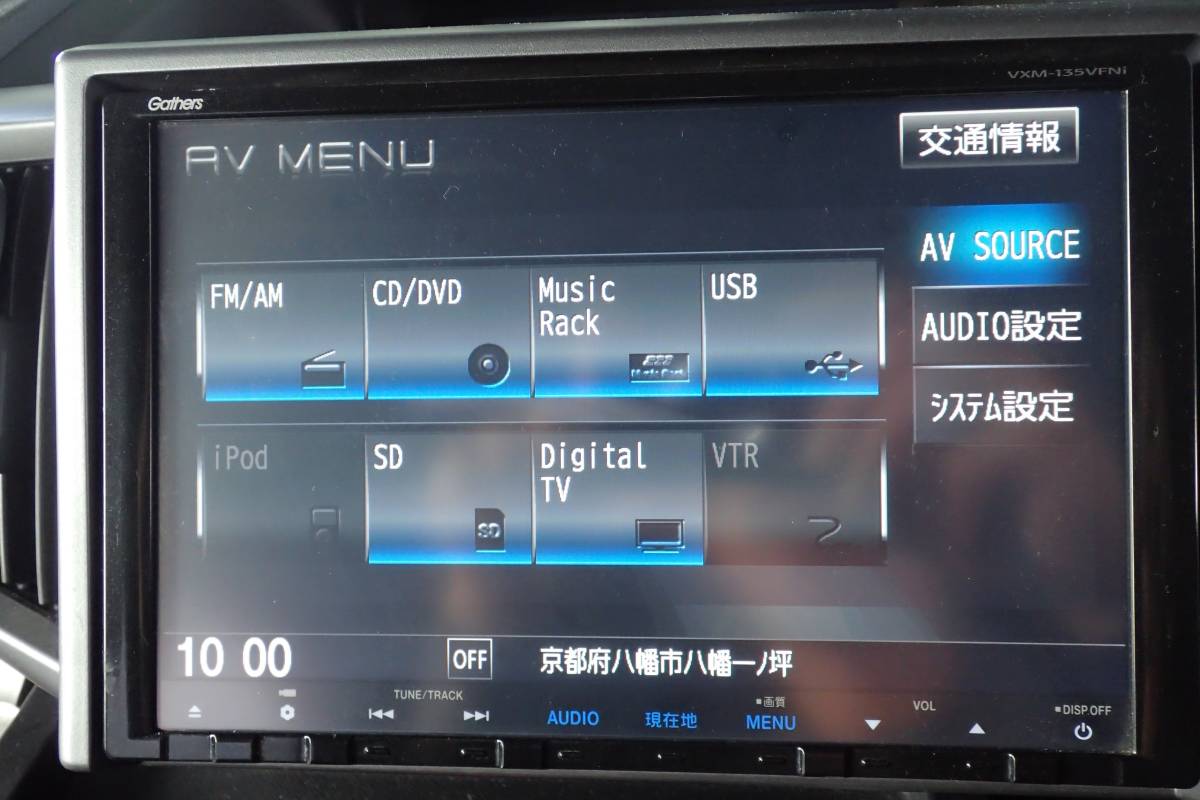 Gathers
VXM-135VFNi
AV MENU
交通情報
AV SOURCE
AUDIO設定
システム設定
FM/AM
CD/DVD
Music
Rack
USB
iPod
SD
SD
Digital
TV
VTR
10 00
OFF
京都府八幡市八幡一ノ坪
TUNE/TRACK
AUDIO
現在地
画質
MENU
VOL
DISP.OFF